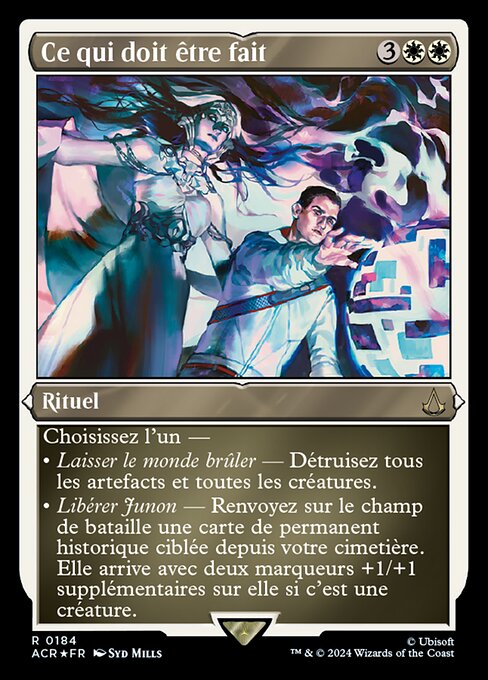 Ce qui doit être fait 3
Rituel
Choisissez l'un —
• Laisser le monde brûler — Détruisez tous
les artefacts et toutes les créatures.
• Libérer Junon — Renvoyez sur le champ
de bataille une carte de permanent
historique ciblée depuis votre cimetière.
Elle arrive avec deux marqueurs +1/+1
supplémentaires sur elle si c'est une
créature.
R 0184
ACR★FR Syd Mills
© Ubisoft
™ & © 2024 Wizards of the Coast